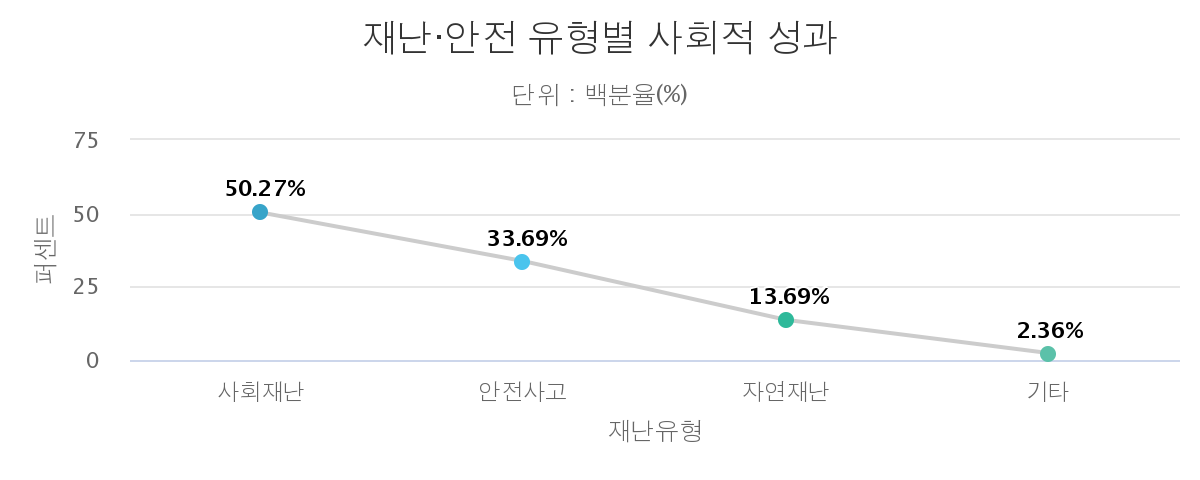 재난·안전 유형별 사회적 성과
단위 : 백분율(%)
퍼센트
75
50
25
0
50.27%
33.69%
13.69%
2.36%
사회재난
안전사고
자연재난
기타
재난유형